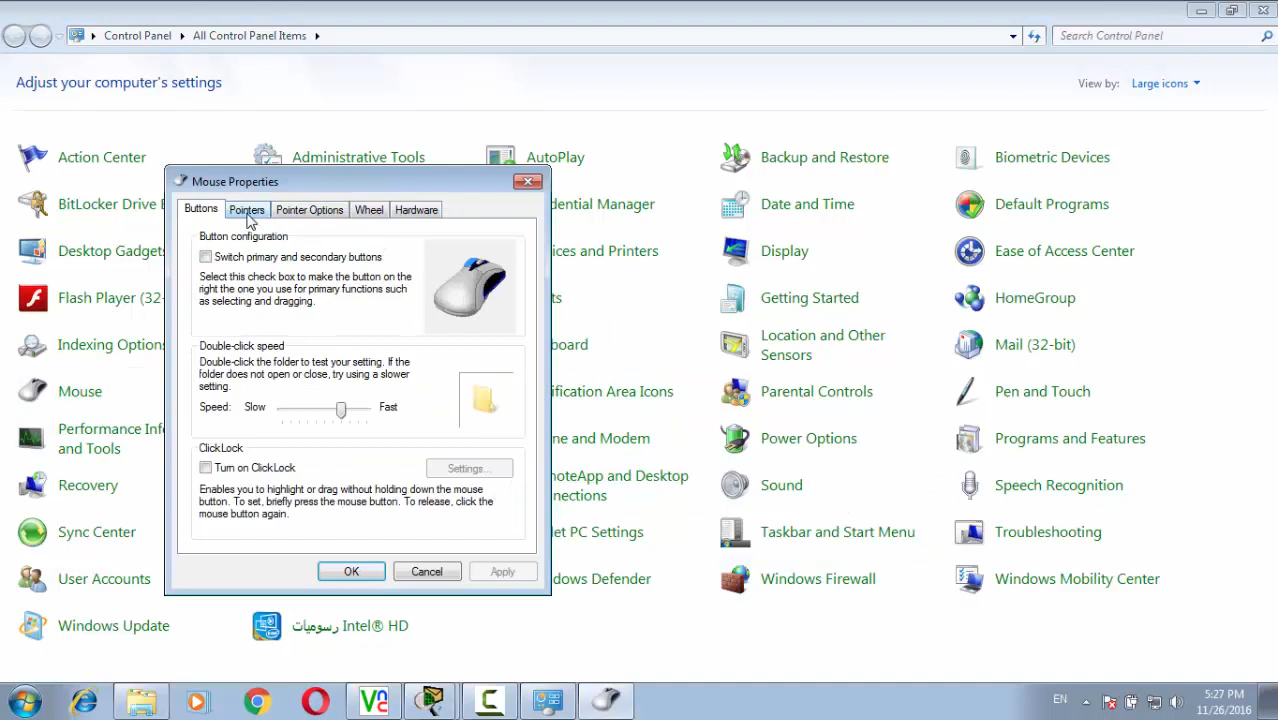 Control Panel
All Control Panel Items
Search Control Panel
Adjust your computer's settings
View by:
Large icons
Action Center
Administrative Tools
AutoPlay
Backup and Restore
Biometric Devices
BitLocker Drive E
dential Manager
Date and Time
Default Programs
Desktop Gadgets
ices and Printers
Display
Ease of Access Center
Flash Player (32-
ts
Getting Started
HomeGroup
Indexing Options
board
Location and Other
Sensors
Mail (32-bit)
Mouse
ification Area Icons
Parental Controls
Pen and Touch
Performance Info
and Tools
ne and Modem
Power Options
Programs and Features
Recovery
noteApp and Desktop
nnections
Sound
Speech Recognition
Sync Center
let PC Settings
Taskbar and Start Menu
Troubleshooting
User Accounts
dows Defender
Windows Firewall
Windows Mobility Center
Windows Update
رسوميات Intel® HD
Mouse Properties
Buttons
Pointers
Pointer Options
Wheel
Hardware
Button configuration
Switch primary and secondary buttons
Select this check box to make the button on the
right the one you use for primary functions such
as selecting and dragging.
Double-click speed
Double-click the folder to test your setting. If the
folder does not open or close, try using a slower
setting.
Speed: Slow Fast
ClickLock
Turn on ClickLock
Settings...
Enables you to highlight or drag without holding down the mouse
button. To set, briefly press the mouse button. To release, click the
mouse button again.
OK
Cancel
Apply
EN
5:27 PM
11/26/2016